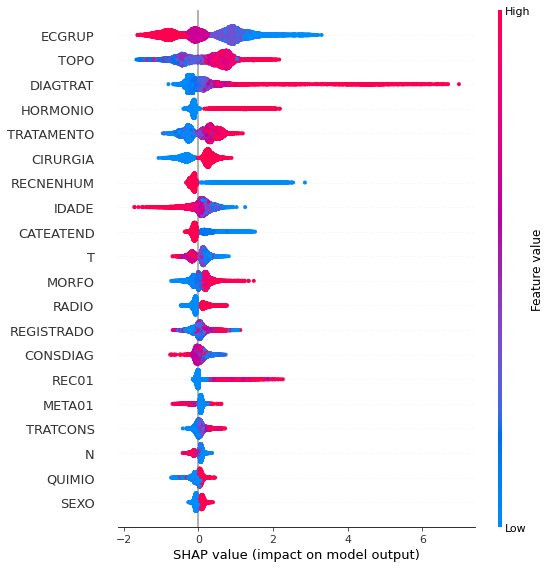 High
ECGRUP
TOPO
DIAGTRAT
HORMONIO
TRATAMENTO
CIRURGIA
RECNENHUM
IDADE
CATEATEND
T
MORFO
RADIO
REGISTRADO
CONSDIAG
REC01
META01
TRATCONS
N
QUIMIO
SEXO
Feature value
Low
−2 0 2 4 6
SHAP value (impact on model output)